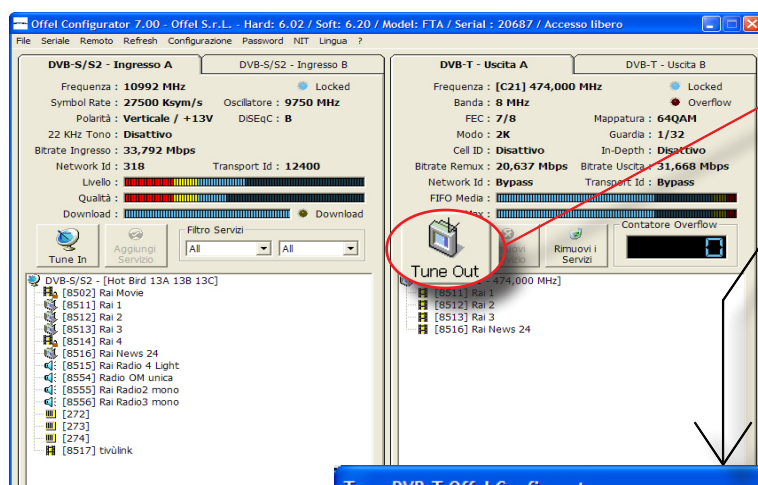 Offel Configurator 7.00 - Offel S.r.L. - Hard: 6.02 / Soft: 6.20 / Model: FTA / Serial : 20687 / Accesso libero
File Seriale Remoto Refresh Configurazione Password NIT Lingua ?
DVB-S/S2 - Ingresso A
DVB-S/S2 - Ingresso B
Frequenza : 10992 MHz
Locked
Symbol Rate : 27500 Ksym/s Oscillatore : 9750 MHz
Polarità : Verticale / +13V DiSEqC : B
22 KHz Tono : Disattivo
Bitrate Ingresso : 33,792 Mbps
Network Id : 318 Transport Id : 12400
Livello :
Qualità :
Download : Download
Tune In
Aggiungi Servizio
Filtro Servizi
All
All
DVB-S/S2 - [Hot Bird 13A 13B 13C]
[8502] Rai Movie
[8511] Rai 1
[8512] Rai 2
[8513] Rai 3
[8514] Rai 4
[8516] Rai News 24
[8515] Rai Radio 4 Light
[8554] Radio OM unica
[8555] Rai Radio2 mono
[8556] Rai Radio3 mono
[272]
[273]
[274]
[8517] tivùlink
DVB-T - Uscita A
DVB-T - Uscita B
Frequenza : [C21] 474,000 MHz
Locked
Banda : 8 MHz
Overflow
FEC : 7/8 Mappatura : 64QAM
Modo : 2K Guardia : 1/32
Cell ID : Disattivo In-Depth : Disattivo
Bitrate Remux : 20,637 Mbps Bitrate Uscita : 31,668 Mbps
Network Id : Bypass Transport Id : Bypass
FIFO Media :
Max :
Tune Out
Rimuovi i Servizi
Contatore Overflow
0
474,000 MHz]
[8511] Rai 1
[8512] Rai 2
[8513] Rai 3
[8516] Rai News 24